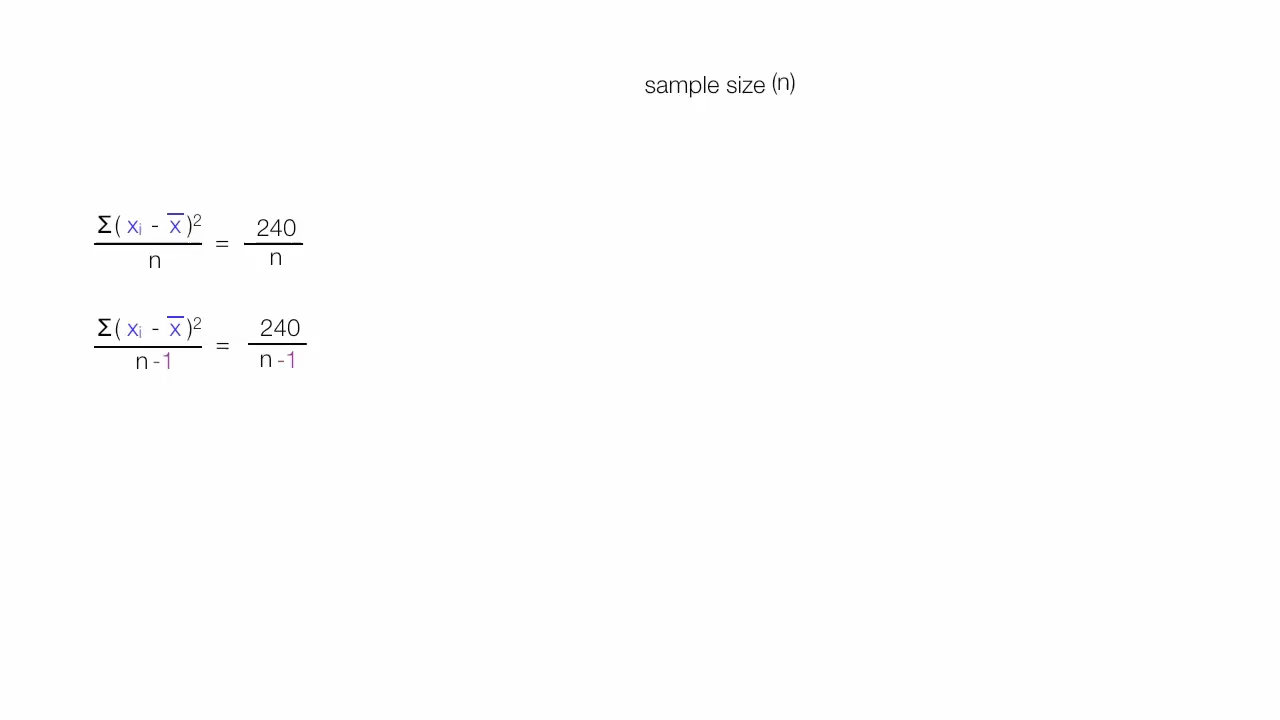 sample size (n)
Σ( xᵢ - x̅ )² / n = 240 / n
Σ( xᵢ - x̅ )² / n -1 = 240 / n -1